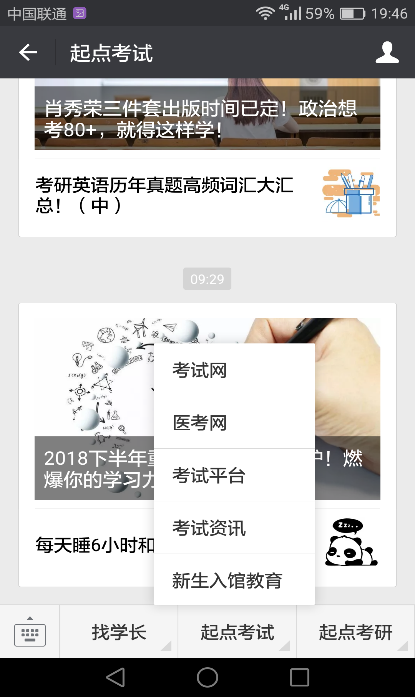 中国联通
4G
59%
19:46
起点考试
肖秀荣三件套出版时间已定！政治想
考80+，就得这样学！
考研英语历年真题高频词汇大汇
总！（中）
09:29
2018下半年重
！燃
爆你的学习力
每天睡6小时和
Zzz..
考试网
医考网
考试平台
考试资讯
新生入馆教育
找学长
起点考试
起点考研